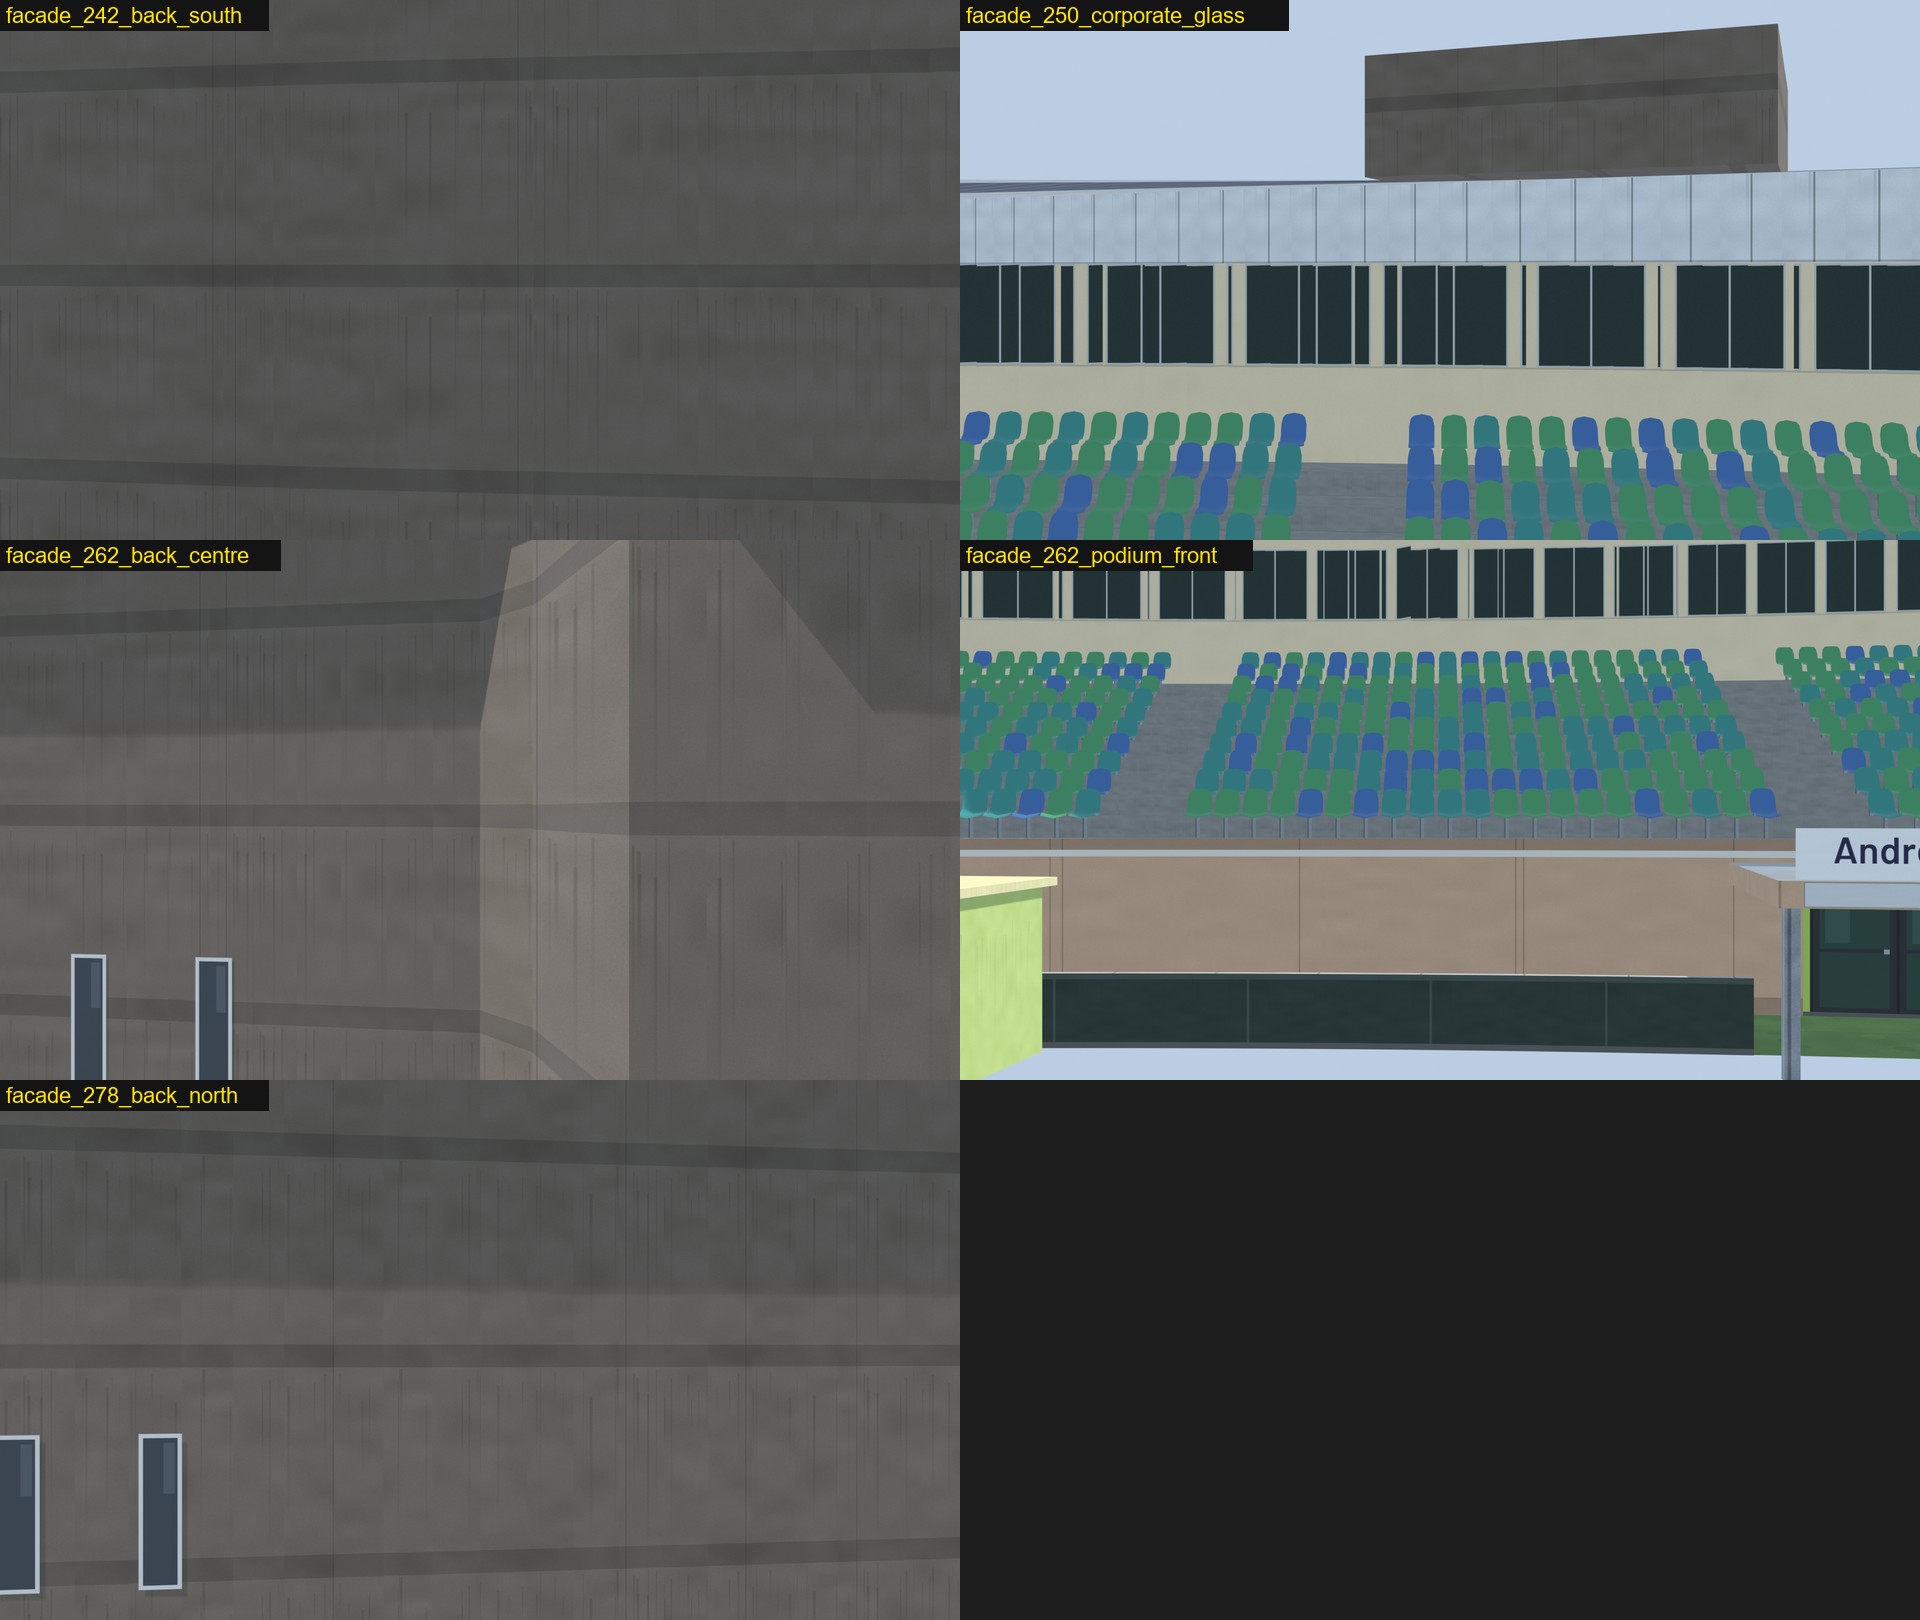 facade_242_back_south
facade_250_corporate_glass
facade_262_back_centre
facade_262_podium_front
Andr
facade_278_back_north